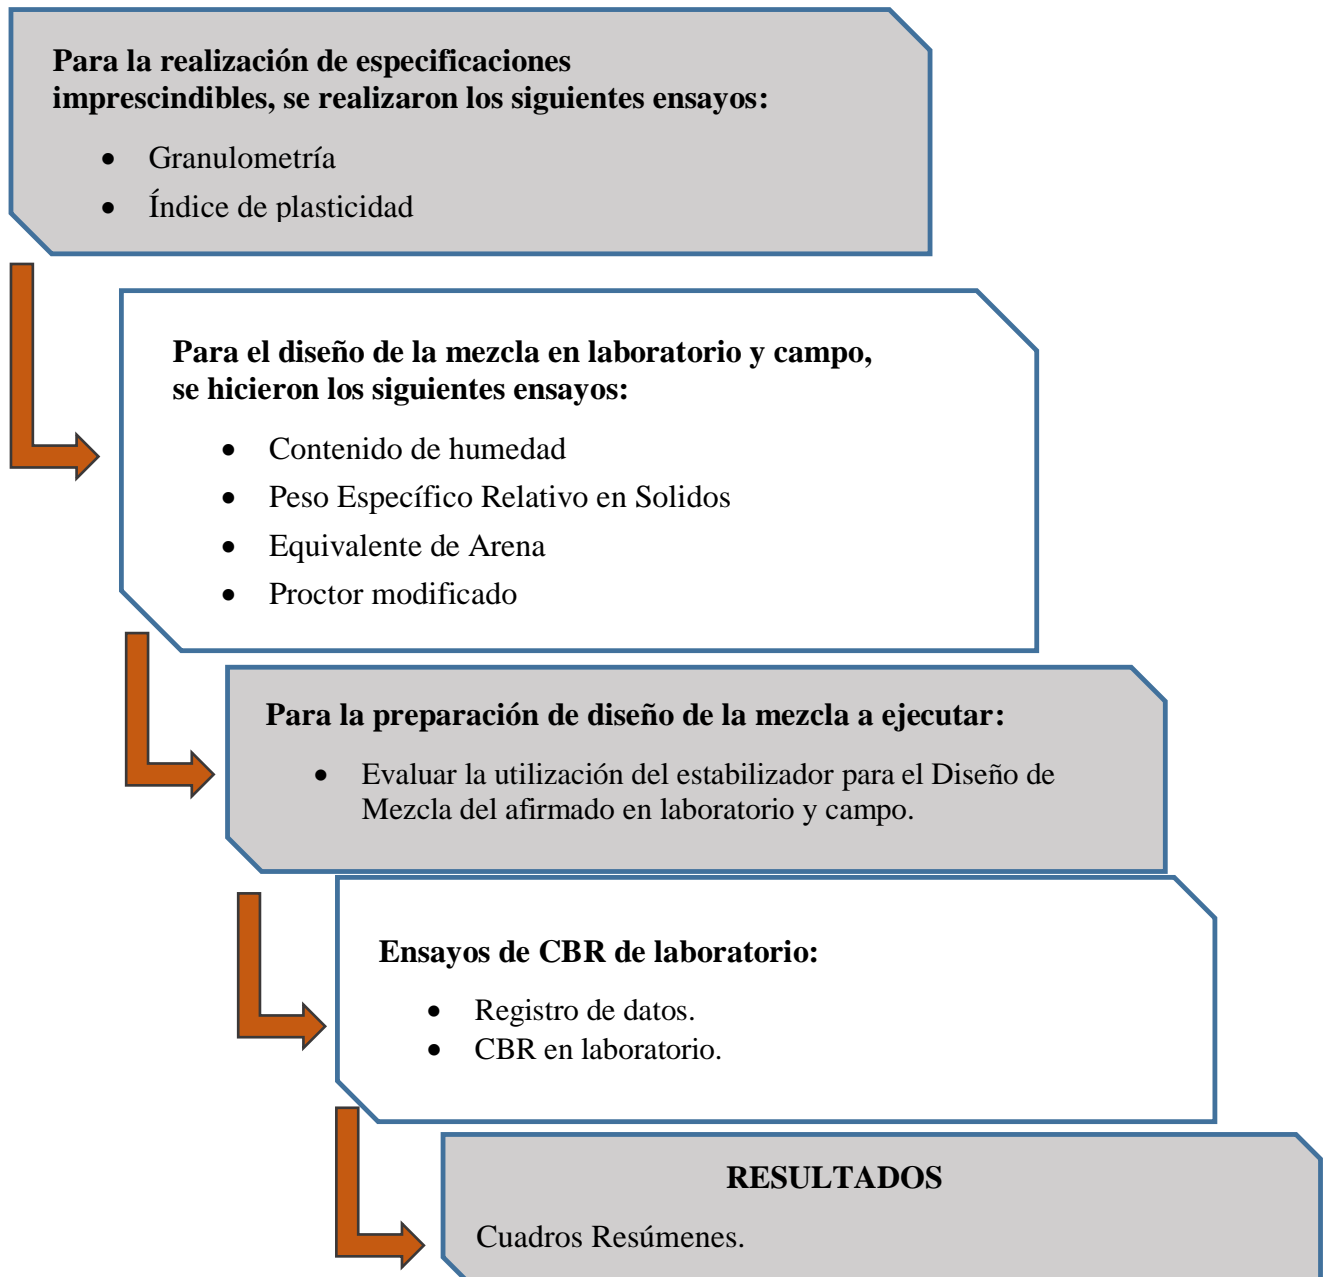 Para la realización de especificaciones
imprescindibles, se realizaron los siguientes ensayos:
• Granulometría
• Índice de plasticidad
Para el diseño de la mezcla en laboratorio y campo,
se hicieron los siguientes ensayos:
• Contenido de humedad
• Peso Específico Relativo en Solidos
• Equivalente de Arena
• Proctor modificado
Para la preparación de diseño de la mezcla a ejecutar:
• Evaluar la utilización del estabilizador para el Diseño de
Mezcla del afirmado en laboratorio y campo.
Ensayos de CBR de laboratorio:
• Registro de datos.
• CBR en laboratorio.
RESULTADOS
Cuadros Resúmenes.